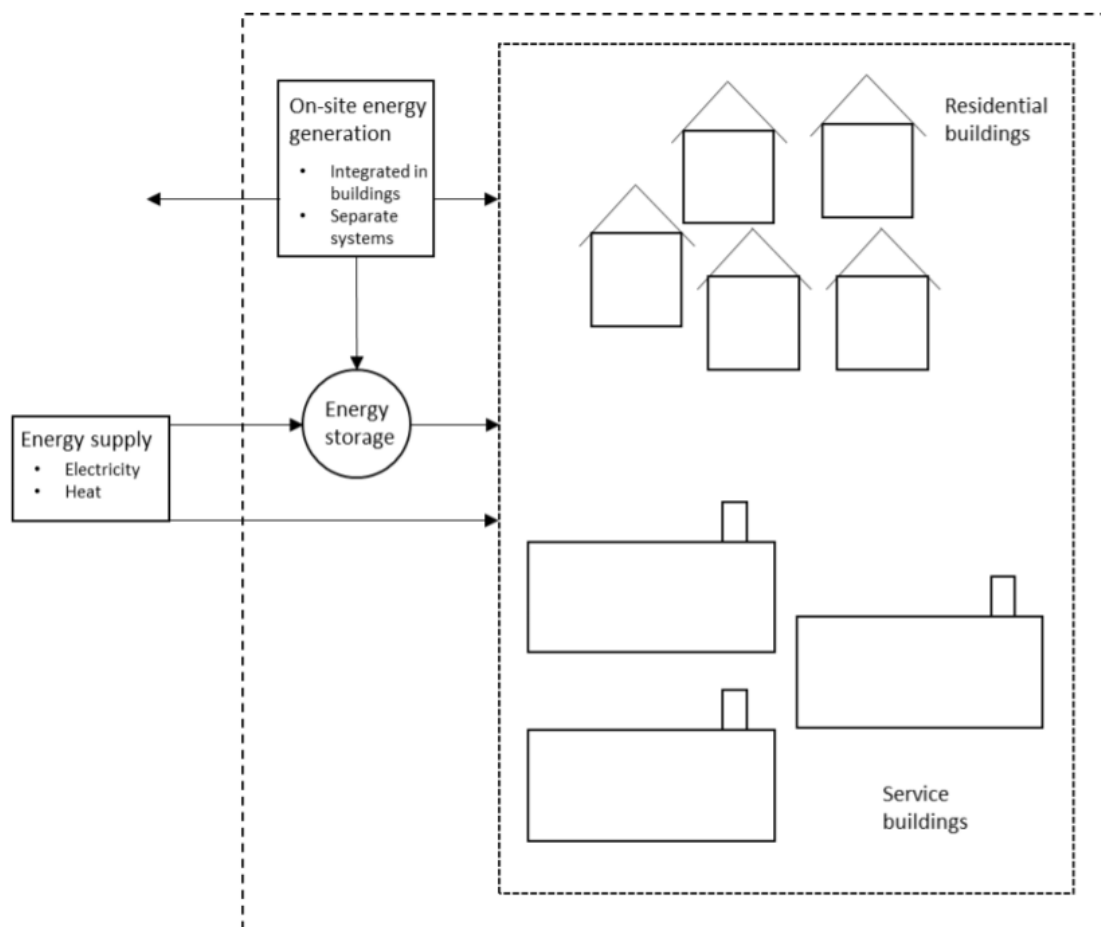 On-site energy
generation
• Integrated in
buildings
• Separate
systems
Residential
buildings
Energy
storage
Energy supply
• Electricity
• Heat
Service
buildings